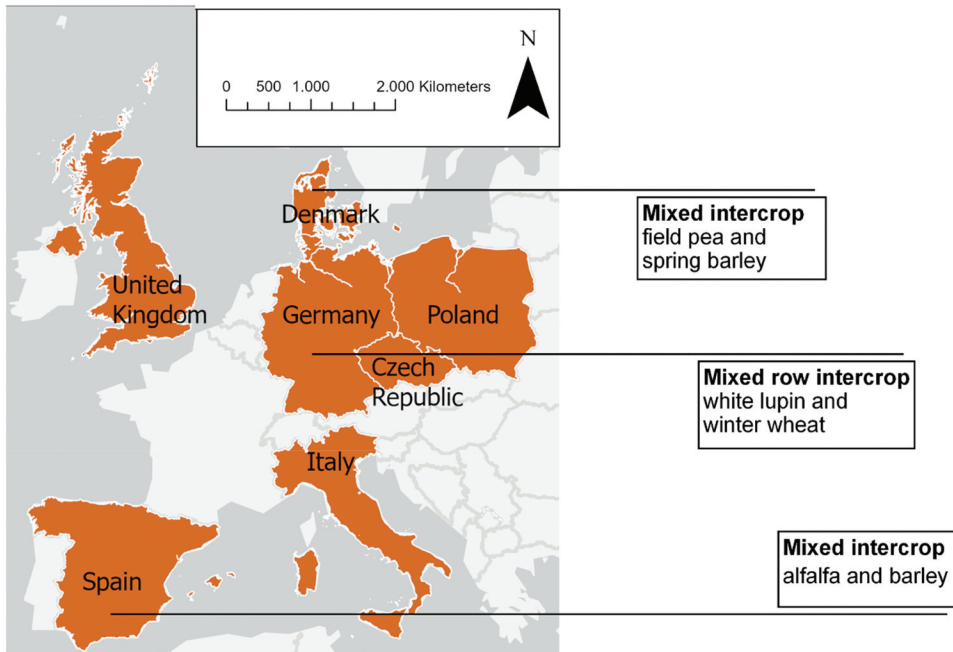 N
0 500 1.000 2.000 Kilometers
Denmark
Mixed intercrop
field pea and
spring barley
United
Kingdom
Germany
Poland
Czech
Republic
Mixed row intercrop
white lupin and
winter wheat
Italy
Mixed intercrop
alfalfa and barley
Spain